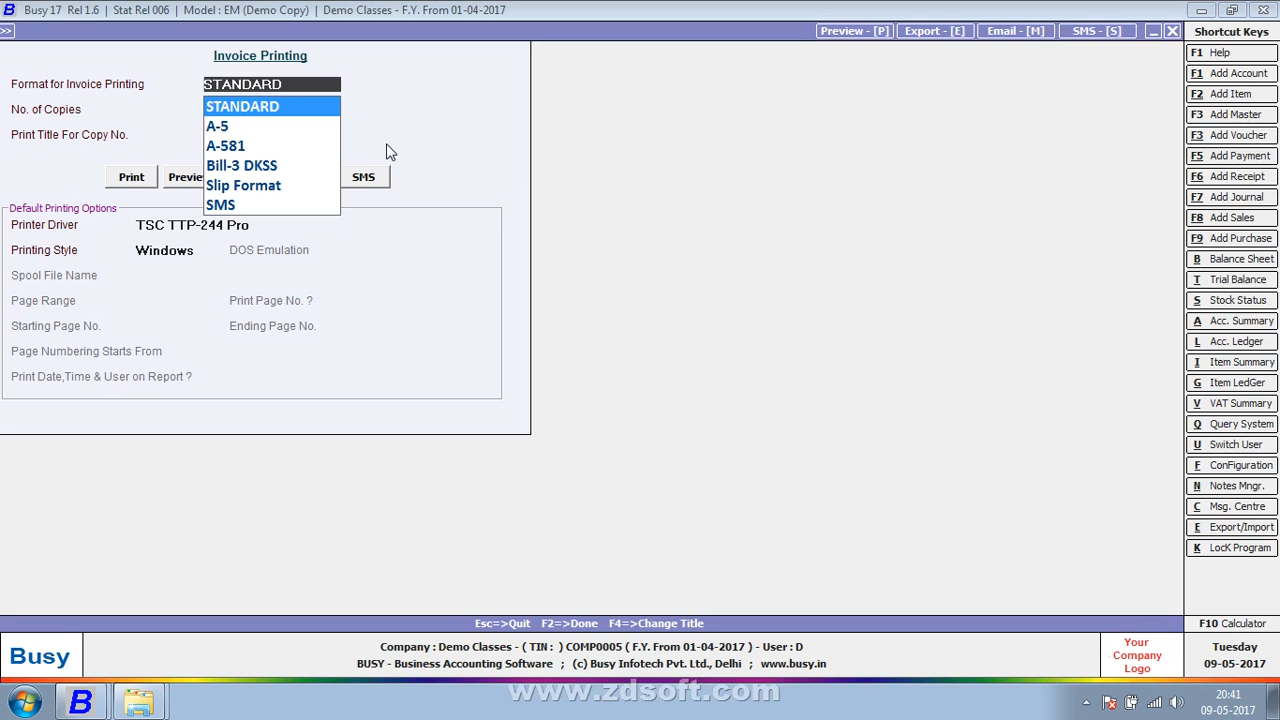 Busy 17 Rel 1.6 | Stat Rel 006 | Model : EM (Demo Copy) | Demo Classes - F.Y. From 01-04-2017
>>
Preview - [P]
Export - [E]
Email - [M]
SMS - [S]
Shortcut Keys
Invoice Printing
Format for Invoice Printing STANDARD
No. of Copies
Print Title For Copy No.
STANDARD
A-5
A-581
Bill-3 DKSS
Slip Format
SMS
Print
Previe
SMS
Default Printing Options
Printer Driver TSC TTP-244 Pro
Printing Style Windows DOS Emulation
Spool File Name
Page Range Print Page No. ?
Starting Page No. Ending Page No.
Page Numbering Starts From
Print Date,Time & User on Report ?
F1 Help
F1 Add Account
F2 Add Item
F3 Add Master
F3 Add Voucher
F5 Add Payment
F6 Add Receipt
F7 Add Journal
F8 Add Sales
F9 Add Purchase
B Balance Sheet
T Trial Balance
S Stock Status
A Acc. Summary
L Acc. Ledger
I Item Summary
G Item LedGer
V VAT Summary
Q Query System
U Switch User
F ConFiguration
N Notes Mngr.
C Msg. Centre
E Export/Import
K LocK Program
Esc=>Quit F2=>Done F4=>Change Title
F10 Calculator
Busy
Company : Demo Classes - ( TIN : ) COMP0005 ( F.Y. From 01-04-2017 ) - User : D
BUSY - Business Accounting Software ; (c) Busy Infotech Pvt. Ltd., Delhi ; www.busy.in
Your
Company
Logo
Tuesday
09-05-2017
www.zdsoft.com
B
20:41
09-05-2017